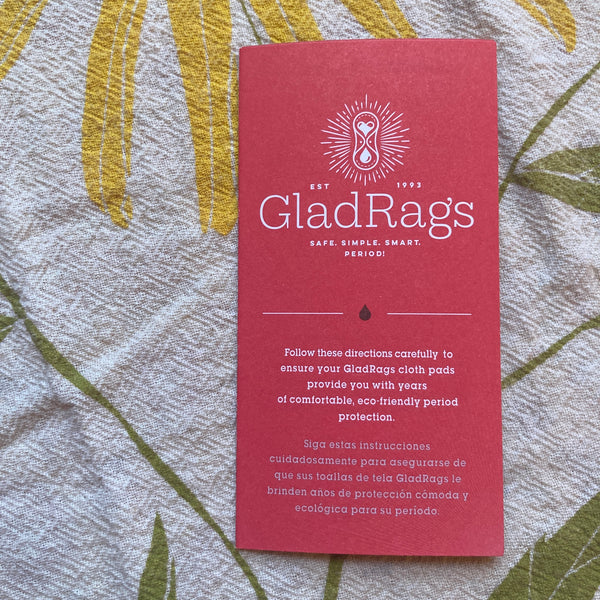 EST 1993
GladRags
SAFE. SIMPLE. SMART.
PERIOD!
Follow these directions carefully to
ensure your GladRags cloth pads
provide you with years
of comfortable, eco-friendly period
protection.
Siga estas instrucciones
cuidadosamente para asegurarse de
que sus toallas de tela GladRags le
brinden años de protección cómoda y
ecológica para su período.